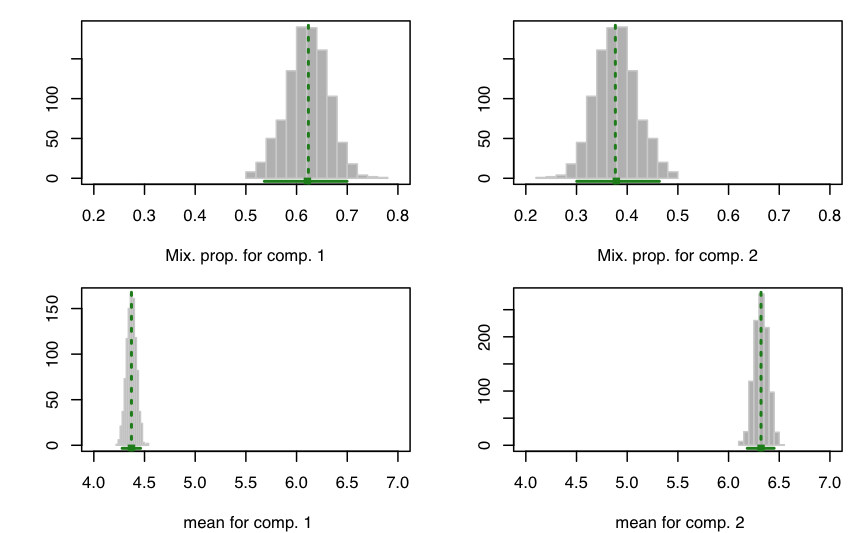 0 50 100
0.2 0.3 0.4 0.5 0.6 0.7 0.8
Mix. prop. for comp. 1
0 50 100
0.2 0.3 0.4 0.5 0.6 0.7 0.8
Mix. prop. for comp. 2
0 50 100 150
4.0 4.5 5.0 5.5 6.0 6.5 7.0
mean for comp. 1
0 100 200
4.0 4.5 5.0 5.5 6.0 6.5 7.0
mean for comp. 2